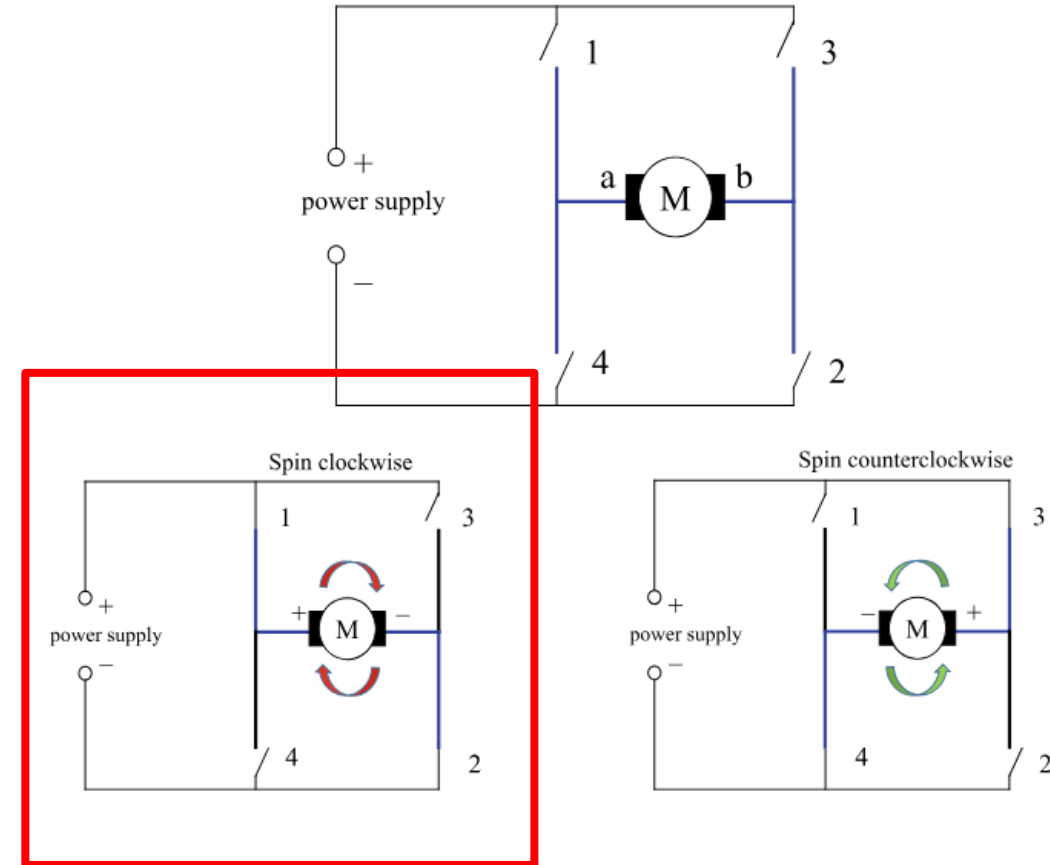 1
3
+
a
M
b
power supply
−
4
2
Spin clockwise
1
3
+
+
M
−
power supply
−
4
2
Spin counterclockwise
1
3
+
−
M
+
power supply
−
4
2